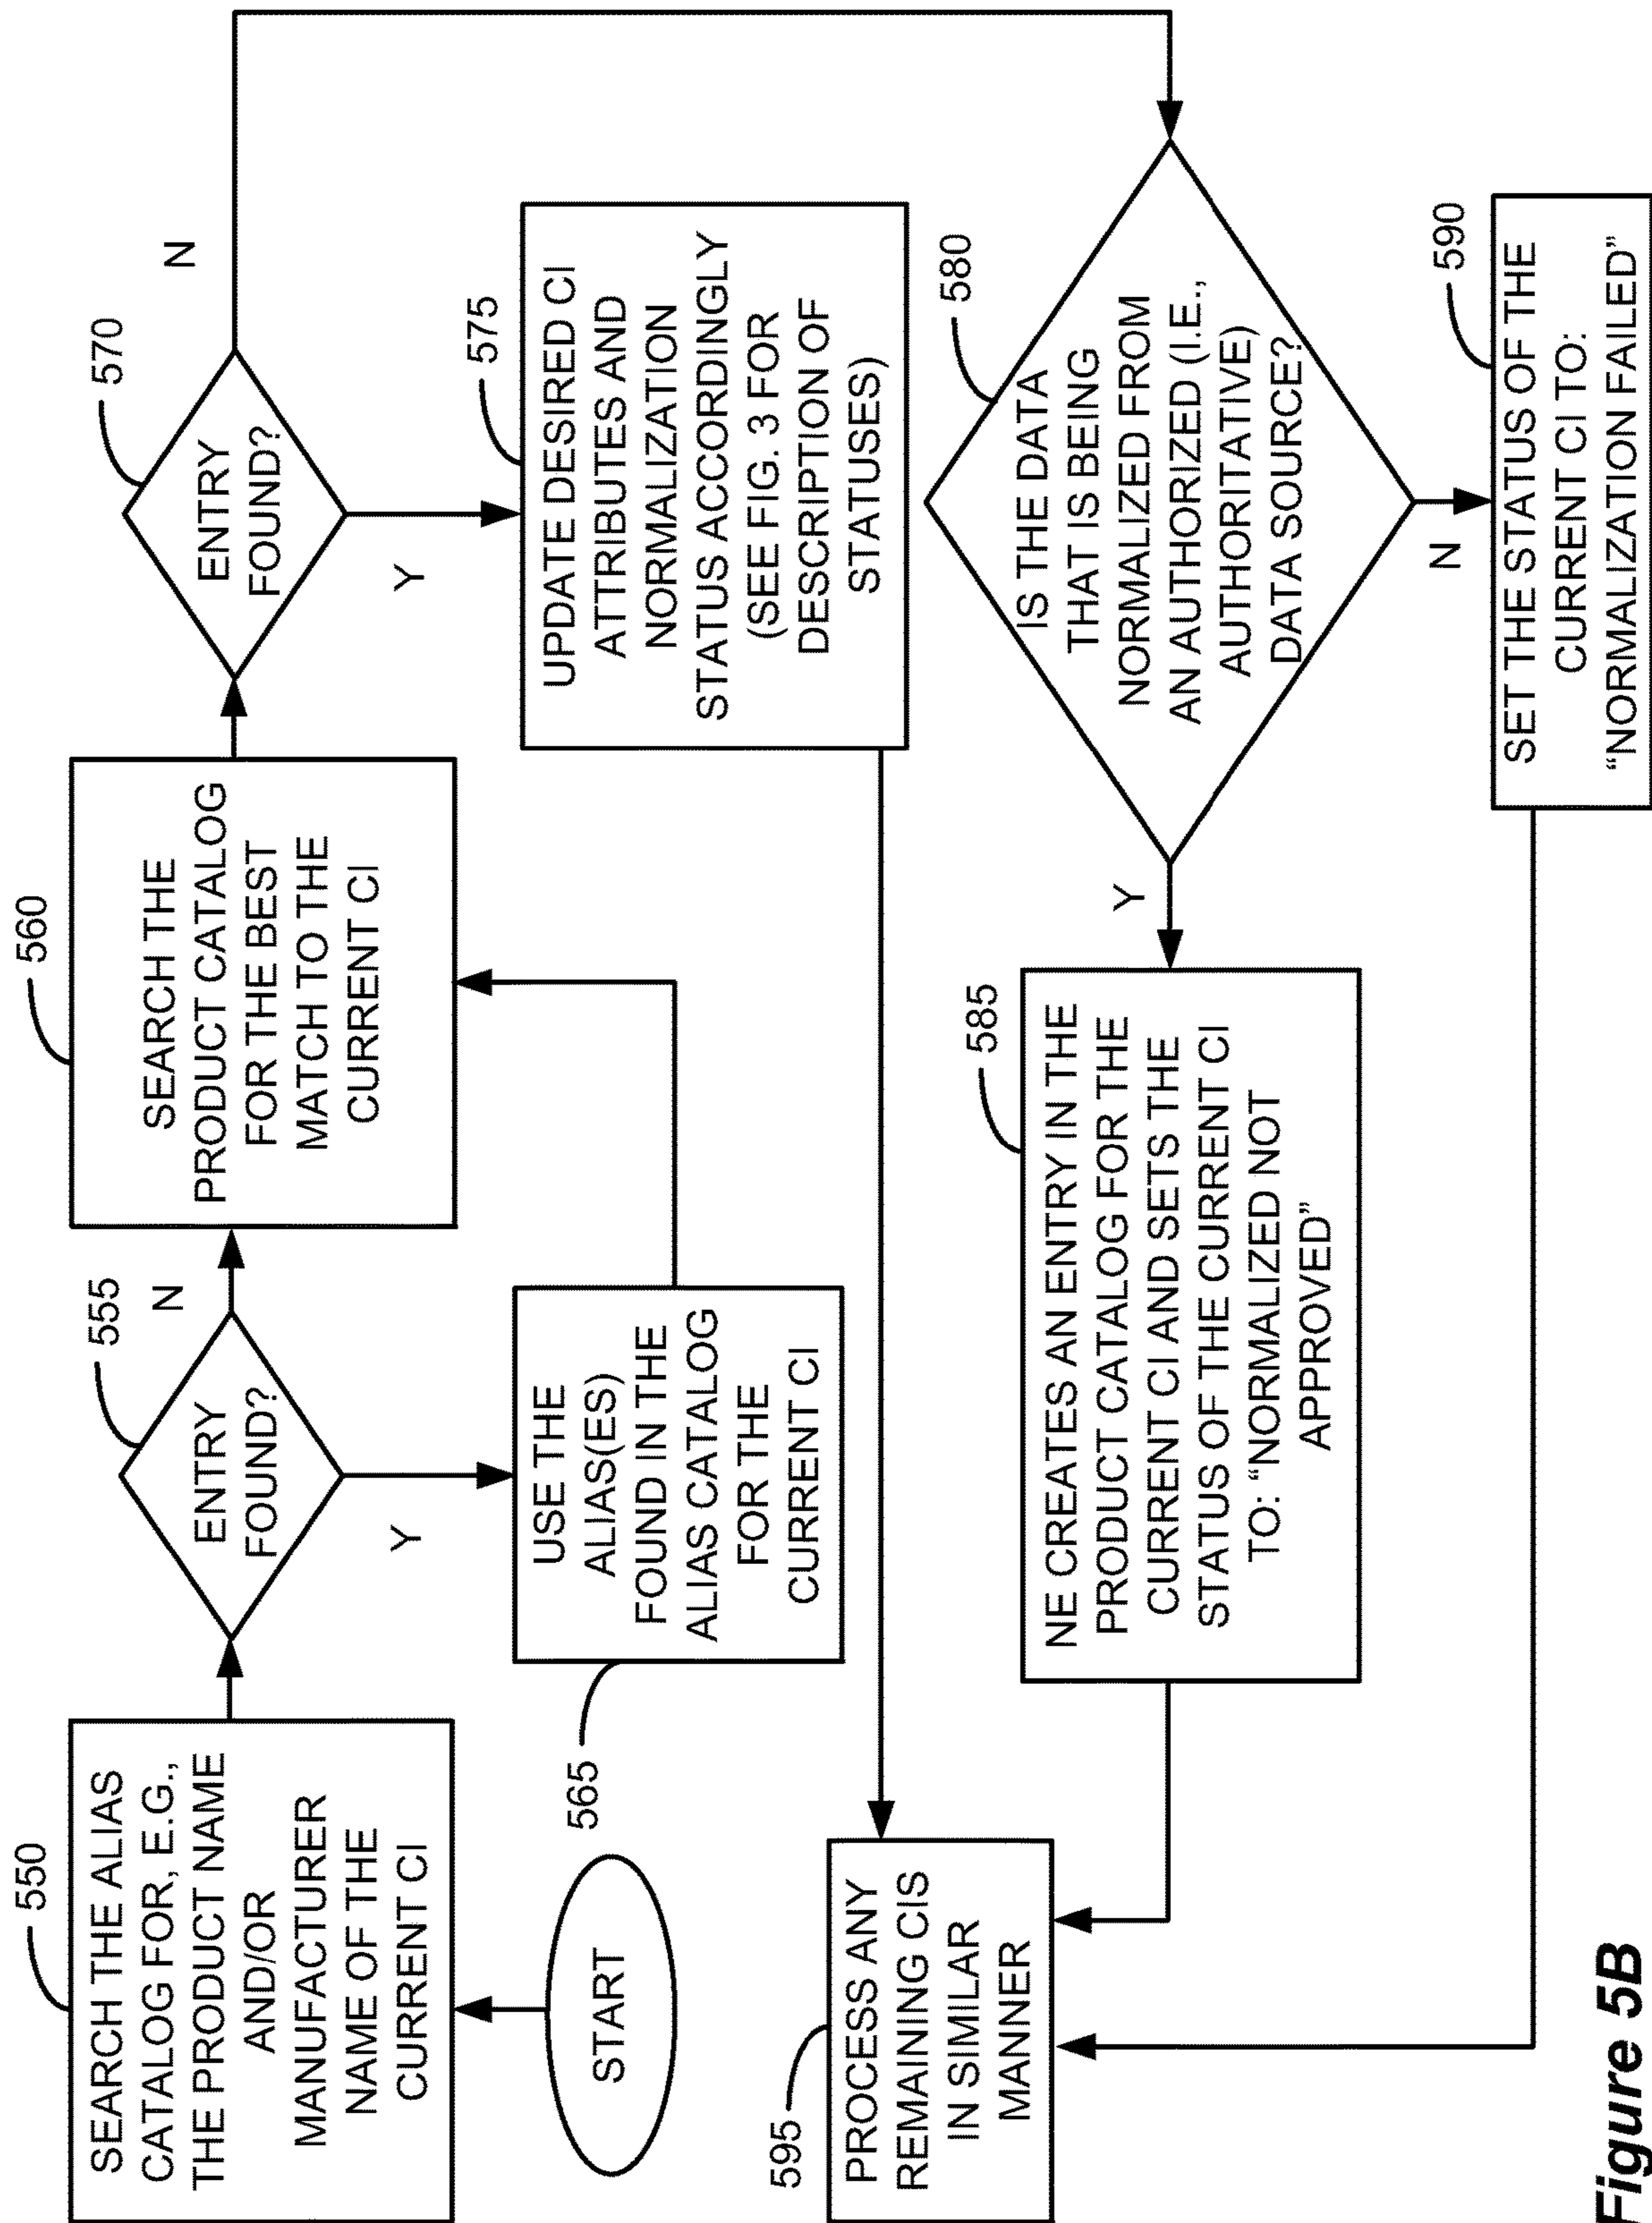 550
SEARCH THE ALIAS
CATALOG FOR, E.G.,
THE PRODUCT NAME
AND/OR
MANUFACTURER
NAME OF THE
CURRENT CI
START
555
ENTRY
FOUND?
N
Y
565
USE THE
ALIAS(ES)
FOUND IN THE
ALIAS CATALOG
FOR THE
CURRENT CI
560
SEARCH THE
PRODUCT CATALOG
FOR THE BEST
MATCH TO THE
CURRENT CI
570
ENTRY
FOUND?
N
Y
575
UPDATE DESIRED CI
ATTRIBUTES AND
NORMALIZATION
STATUS ACCORDINGLY
(SEE FIG. 3 FOR
DESCRIPTION OF
STATUSES)
580
IS THE DATA
THAT IS BEING
NORMALIZED FROM
AN AUTHORIZED (I.E.,
AUTHORITATIVE)
DATA SOURCE?
Y
N
585
NE CREATES AN ENTRY IN THE
PRODUCT CATALOG FOR THE
CURRENT CI AND SETS THE
STATUS OF THE CURRENT CI
TO: “NORMALIZED NOT
APPROVED”
590
SET THE STATUS OF THE
CURRENT CI TO:
“NORMALIZATION FAILED”
595
PROCESS ANY
REMAINING CIS
IN SIMILAR
MANNER
Figure 5B